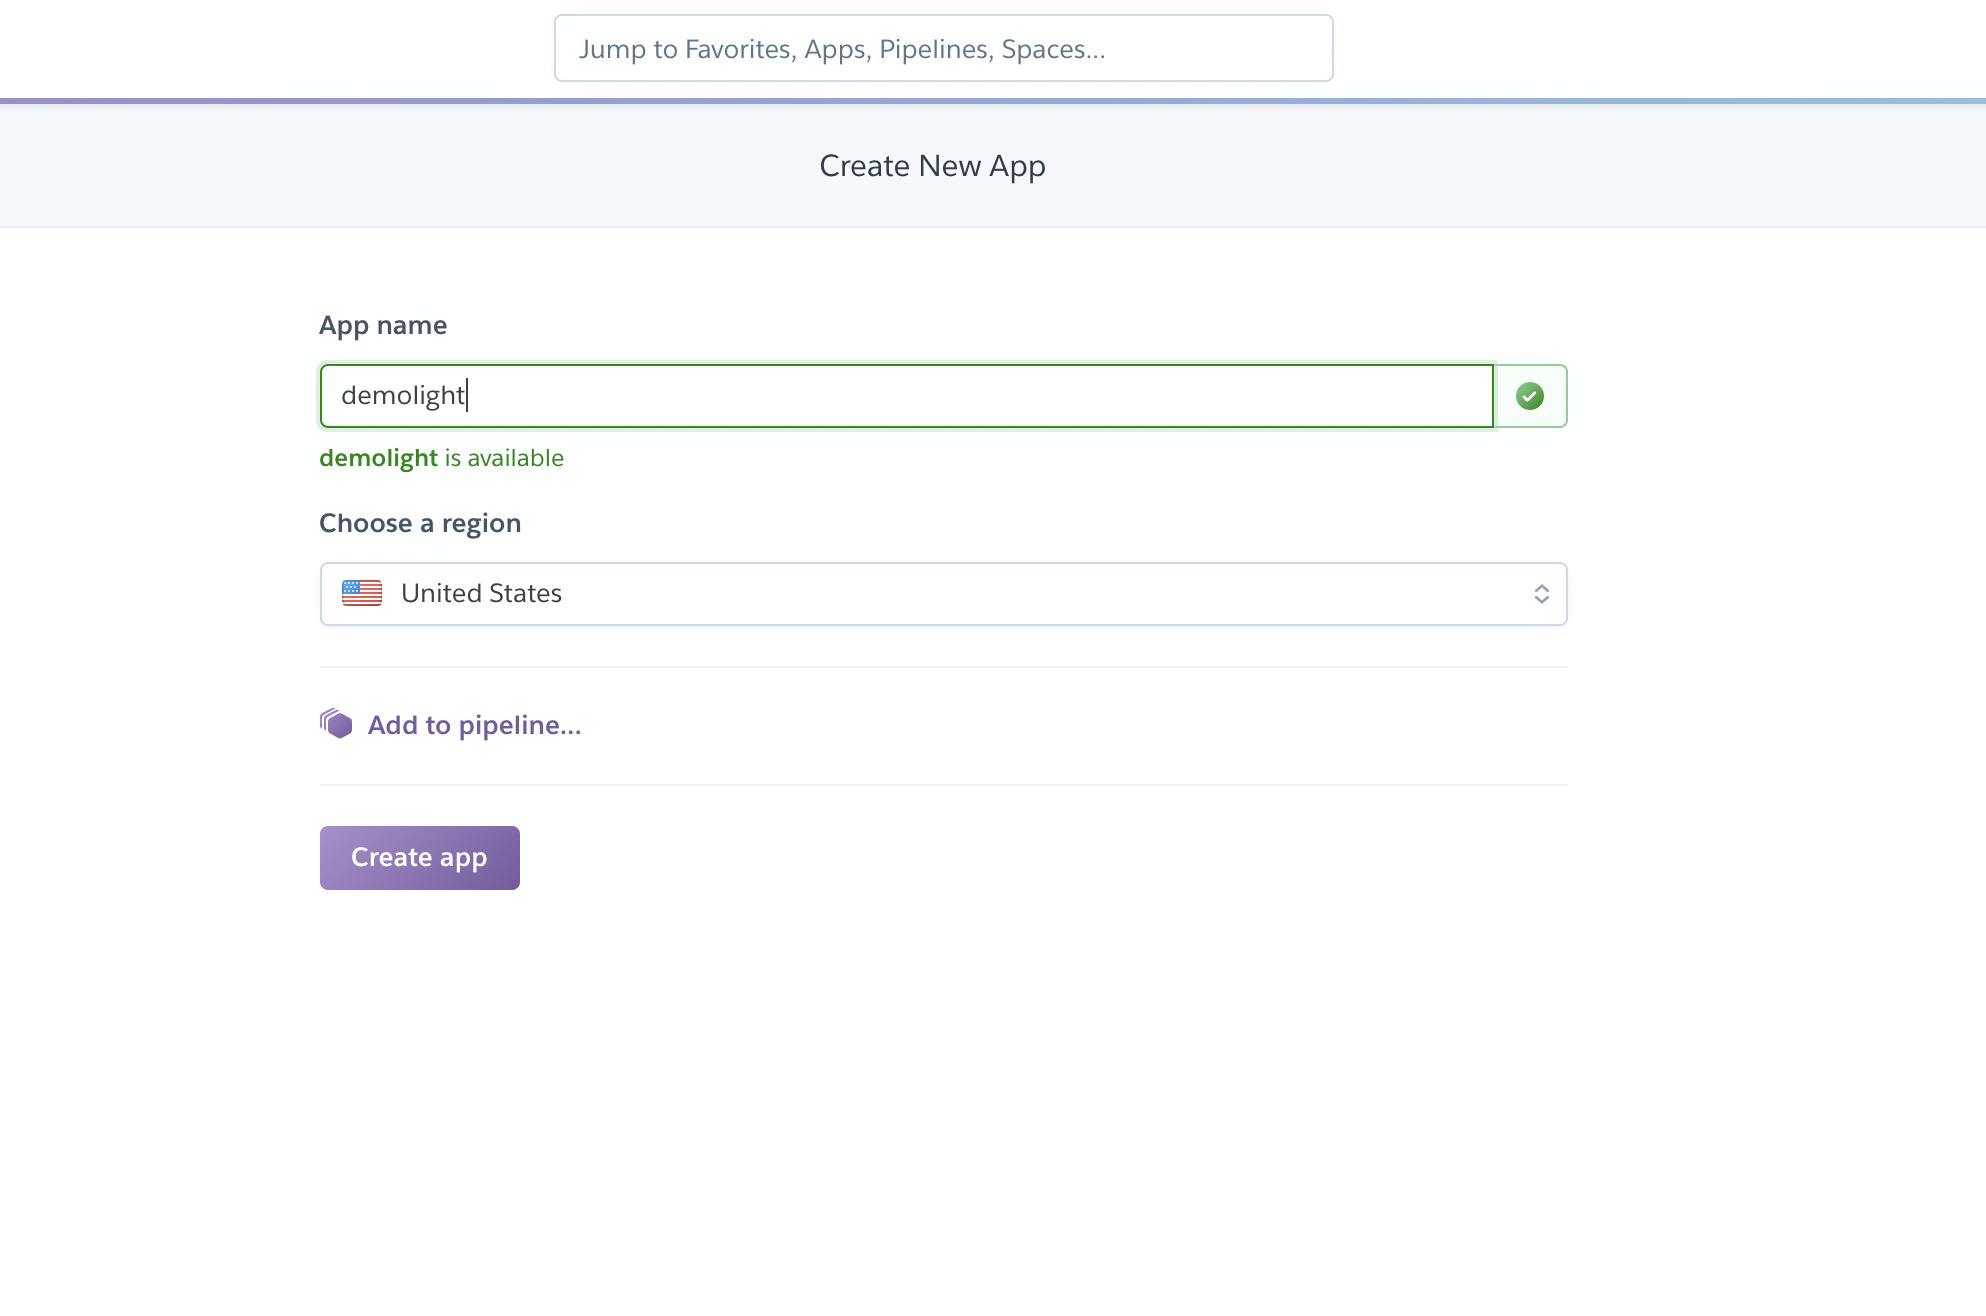 Jump to Favorites, Apps, Pipelines, Spaces...
Create New App
App name
demolight
demolight is available
Choose a region
United States
Add to pipeline...
Create app